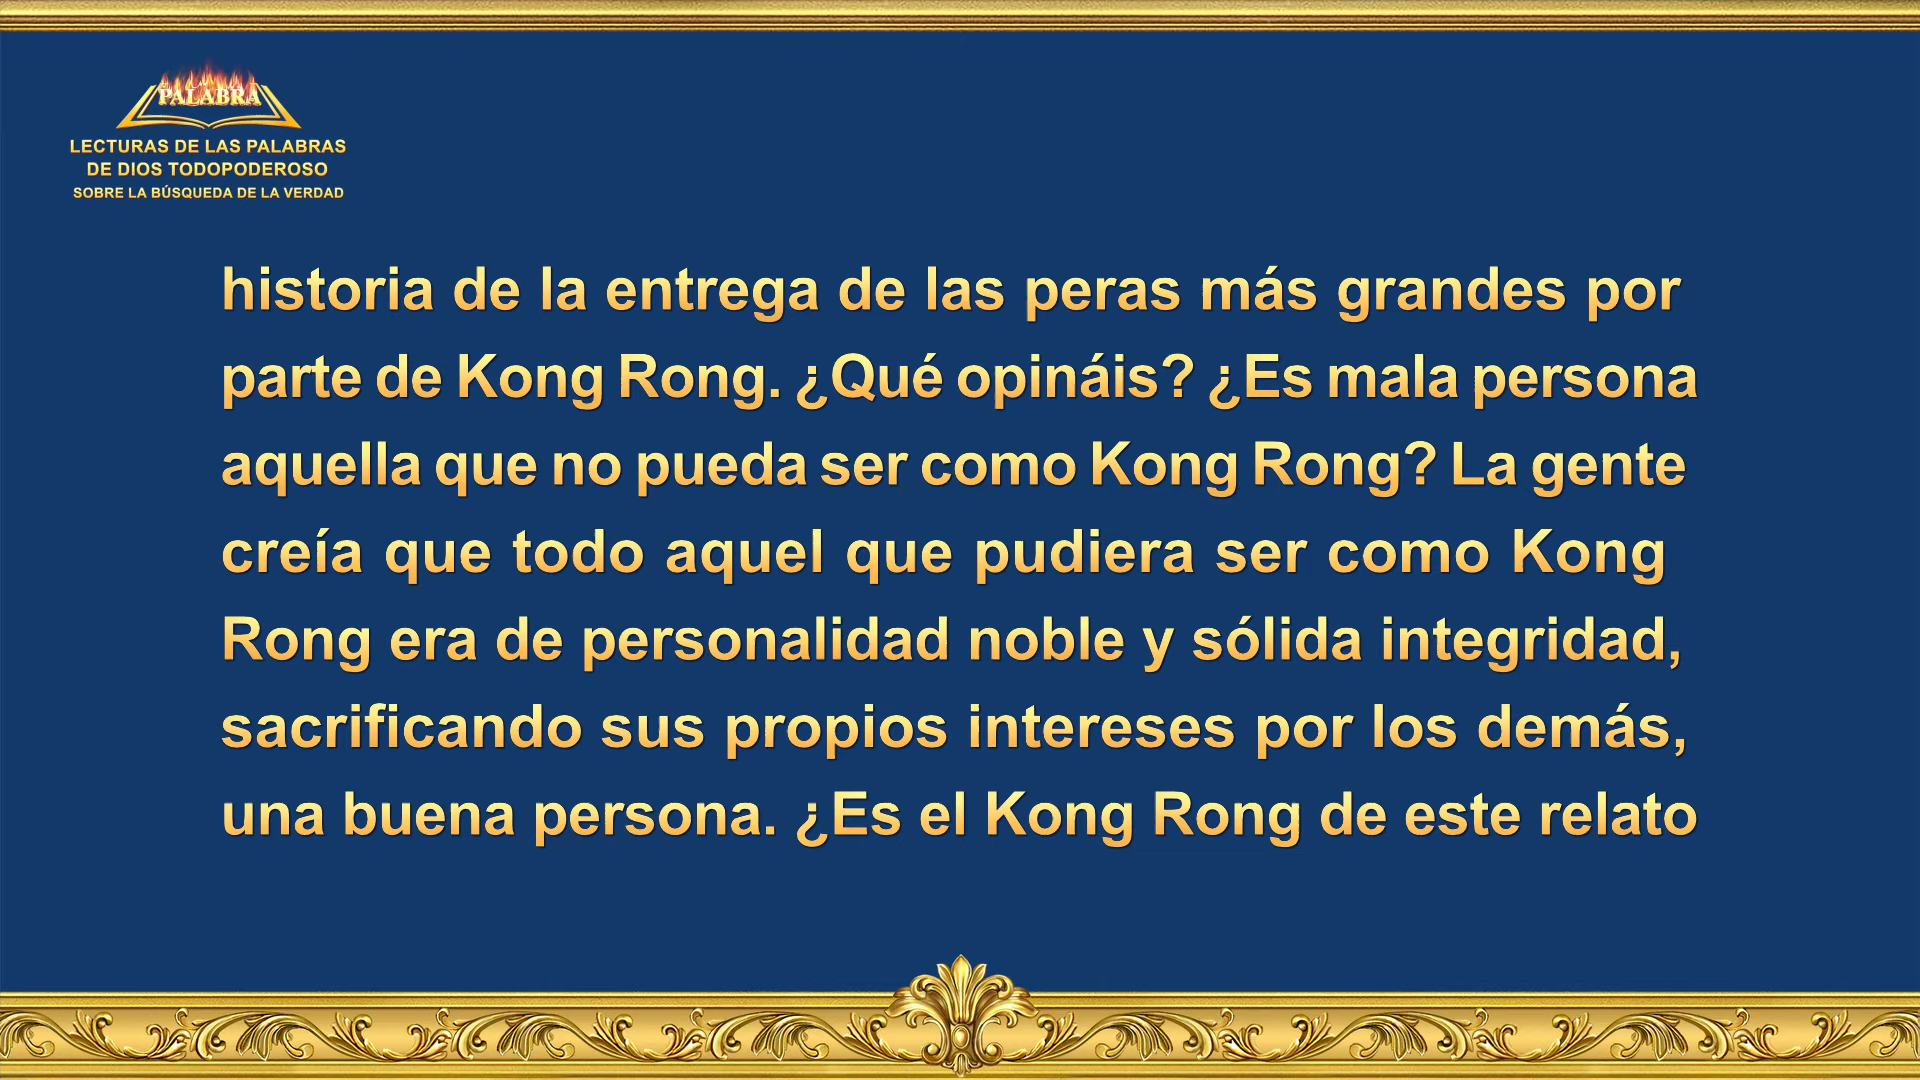 PALABRA
LECTURAS DE LAS PALABRAS
DE DIOS TODOPODEROSO
SOBRE LA BÚSQUEDA DE LA VERDAD
historia de la entrega de las peras más grandes por
parte de Kong Rong. ¿Qué opináis? ¿Es mala persona
aquella que no pueda ser como Kong Rong? La gente
creía que todo aquel que pudiera ser como Kong
Rong era de personalidad noble y sólida integridad,
sacrificando sus propios intereses por los demás,
una buena persona. ¿Es el Kong Rong de este relato